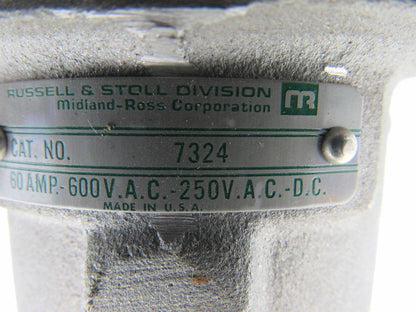 RUSSELL & STOLL DIVISION
Midland-Ross Corporation
CAT. NO. 7324
60 AMP.-600V.A.C.-250V.A.C.-D.C.
MADE IN U.S.A.